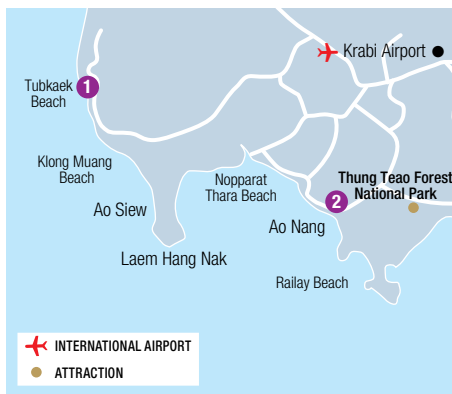 Krabi Airport
1
Tubkaek
Beach
Klong Muang
Beach
Nopparat
Thara Beach
Thung Teao Forest
National Park
2
Ao Siew
Ao Nang
Laem Hang Nak
Railay Beach
INTERNATIONAL AIRPORT
ATTRACTION